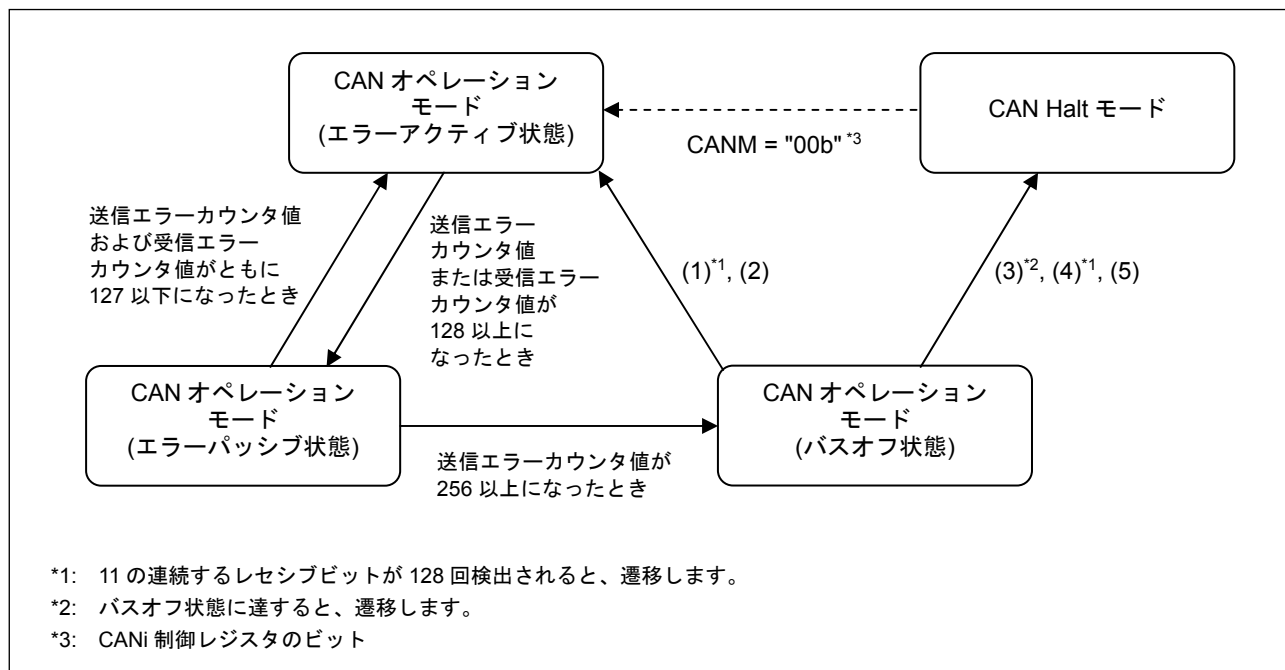 CAN オペレーション
モード
(エラーアクティブ状態)
CAN Halt モード
CANM = "00b" *3
送信エラーカウンタ値
および受信エラー
カウンタ値がともに
127 以下になったとき
送信エラー
カウンタ値
または受信エラー
カウンタ値が
128 以上に
なったとき
(1)*1, (2)
(3)*2, (4)*1, (5)
CAN オペレーション
モード
(エラーパッシブ状態)
送信エラーカウンタ値が
256 以上になったとき
CAN オペレーション
モード
(バスオフ状態)
*1: 11 の連続するレセシブビットが 128 回検出されると、遷移します。
*2: バスオフ状態に達すると、遷移します。
*3: CANi 制御レジスタのビット